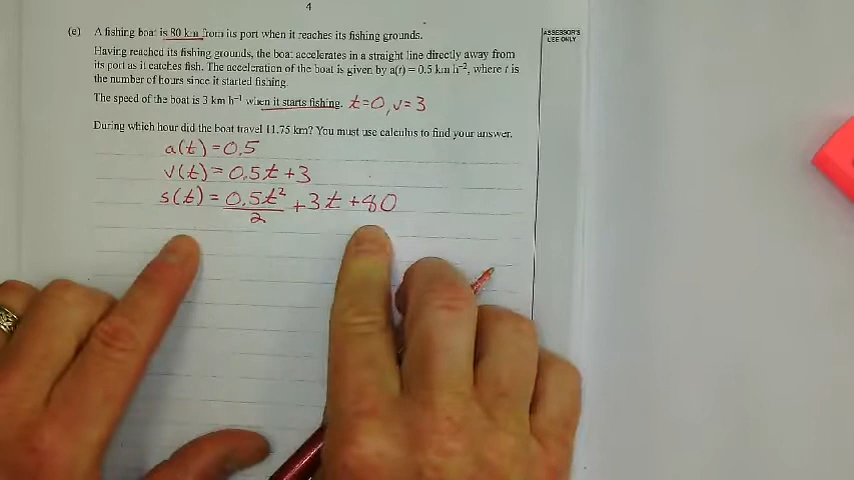 4
ASSESSOR'S
USE ONLY
(e) A fishing boat is 80 km from its port when it reaches its fishing grounds.
Having reached its fishing grounds, the boat accelerates in a straight line directly away from
its port as it catches fish. The acceleration of the boat is given by a(t) = 0.5 km h⁻², where t is
the number of hours since it started fishing.
The speed of the boat is 3 km h⁻¹ when it starts fishing. t=0, v=3
During which hour did the boat travel 11.75 km? You must use calculus to find your answer.
a(t) = 0.5
v(t) = 0.5t + 3
s(t) = 0.5t²/2 + 3t + 80